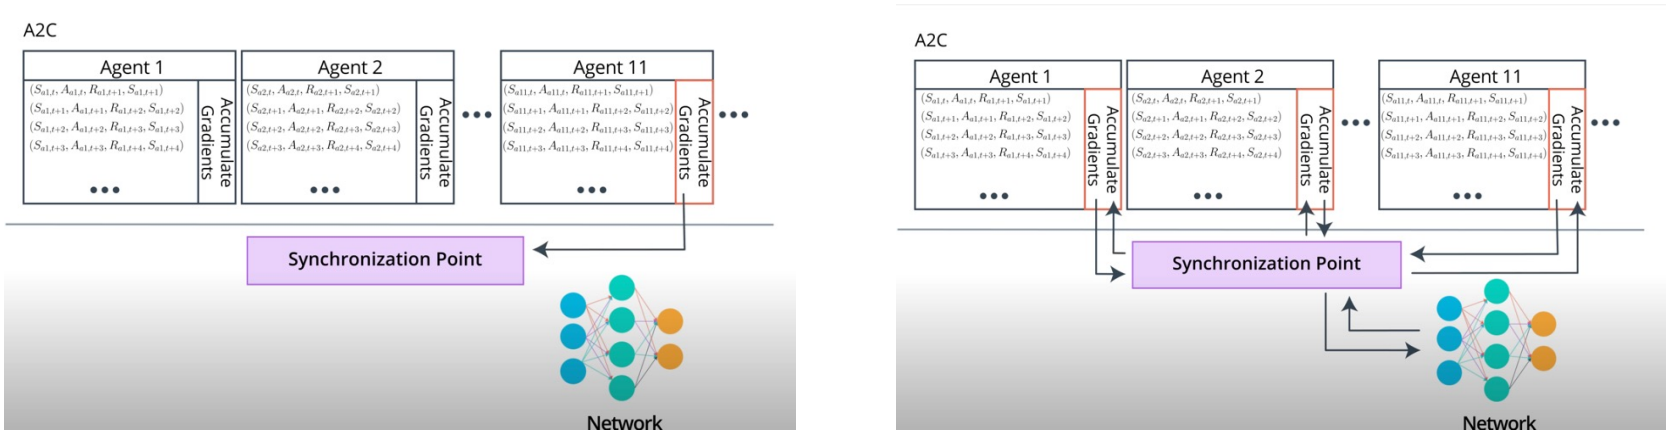 A2C
Agent 1
(S_{a1,t}, A_{a1,t}, R_{a1,t+1}, S_{a1,t+1})
(S_{a1,t+1}, A_{a1,t+1}, R_{a1,t+2}, S_{a1,t+2})
(S_{a1,t+2}, A_{a1,t+2}, R_{a1,t+3}, S_{a1,t+3})
(S_{a1,t+3}, A_{a1,t+3}, R_{a1,t+4}, S_{a1,t+4})
•••
Accumulate
Gradients
Agent 2
(S_{a2,t}, A_{a2,t}, R_{a2,t+1}, S_{a2,t+1})
(S_{a2,t+1}, A_{a2,t+1}, R_{a2,t+2}, S_{a2,t+2})
(S_{a2,t+2}, A_{a2,t+2}, R_{a2,t+3}, S_{a2,t+3})
(S_{a2,t+3}, A_{a2,t+3}, R_{a2,t+4}, S_{a2,t+4})
•••
Accumulate
Gradients
•••
Agent 11
(S_{a11,t}, A_{a11,t}, R_{a11,t+1}, S_{a11,t+1})
(S_{a11,t+1}, A_{a11,t+1}, R_{a11,t+2}, S_{a11,t+2})
(S_{a11,t+2}, A_{a11,t+2}, R_{a11,t+3}, S_{a11,t+3})
(S_{a11,t+3}, A_{a11,t+3}, R_{a11,t+4}, S_{a11,t+4})
•••
Accumulate
Gradients
•••
Synchronization Point
Network
A2C
Agent 1
(S_{a1,t}, A_{a1,t}, R_{a1,t+1}, S_{a1,t+1})
(S_{a1,t+1}, A_{a1,t+1}, R_{a1,t+2}, S_{a1,t+2})
(S_{a1,t+2}, A_{a1,t+2}, R_{a1,t+3}, S_{a1,t+3})
(S_{a1,t+3}, A_{a1,t+3}, R_{a1,t+4}, S_{a1,t+4})
•••
Accumulate
Gradients
Agent 2
(S_{a2,t}, A_{a2,t}, R_{a2,t+1}, S_{a2,t+1})
(S_{a2,t+1}, A_{a2,t+1}, R_{a2,t+2}, S_{a2,t+2})
(S_{a2,t+2}, A_{a2,t+2}, R_{a2,t+3}, S_{a2,t+3})
(S_{a2,t+3}, A_{a2,t+3}, R_{a2,t+4}, S_{a2,t+4})
•••
Accumulate
Gradients
•••
Agent 11
(S_{a11,t}, A_{a11,t}, R_{a11,t+1}, S_{a11,t+1})
(S_{a11,t+1}, A_{a11,t+1}, R_{a11,t+2}, S_{a11,t+2})
(S_{a11,t+2}, A_{a11,t+2}, R_{a11,t+3}, S_{a11,t+3})
(S_{a11,t+3}, A_{a11,t+3}, R_{a11,t+4}, S_{a11,t+4})
•••
Accumulate
Gradients
•••
Synchronization Point
Network